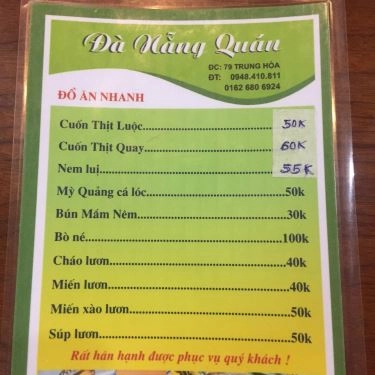 Đà Nẵng Quán
ĐC: 79 TRUNG HÒA
ĐT: 0948.410.811
0162 680 6924
ĐỒ ĂN NHANH
Cuốn Thịt Luộc 50K
Cuốn Thịt Quay 60K
Nem luị 55K
Mỳ Quảng cá lóc 50k
Bún Mắm Nêm 30k
Bò né 100k
Cháo lươn 40k
Miến lươn 40k
Miến xào lươn 50k
Súp lươn 50k
Rất hân hạnh được phục vụ quý khách !